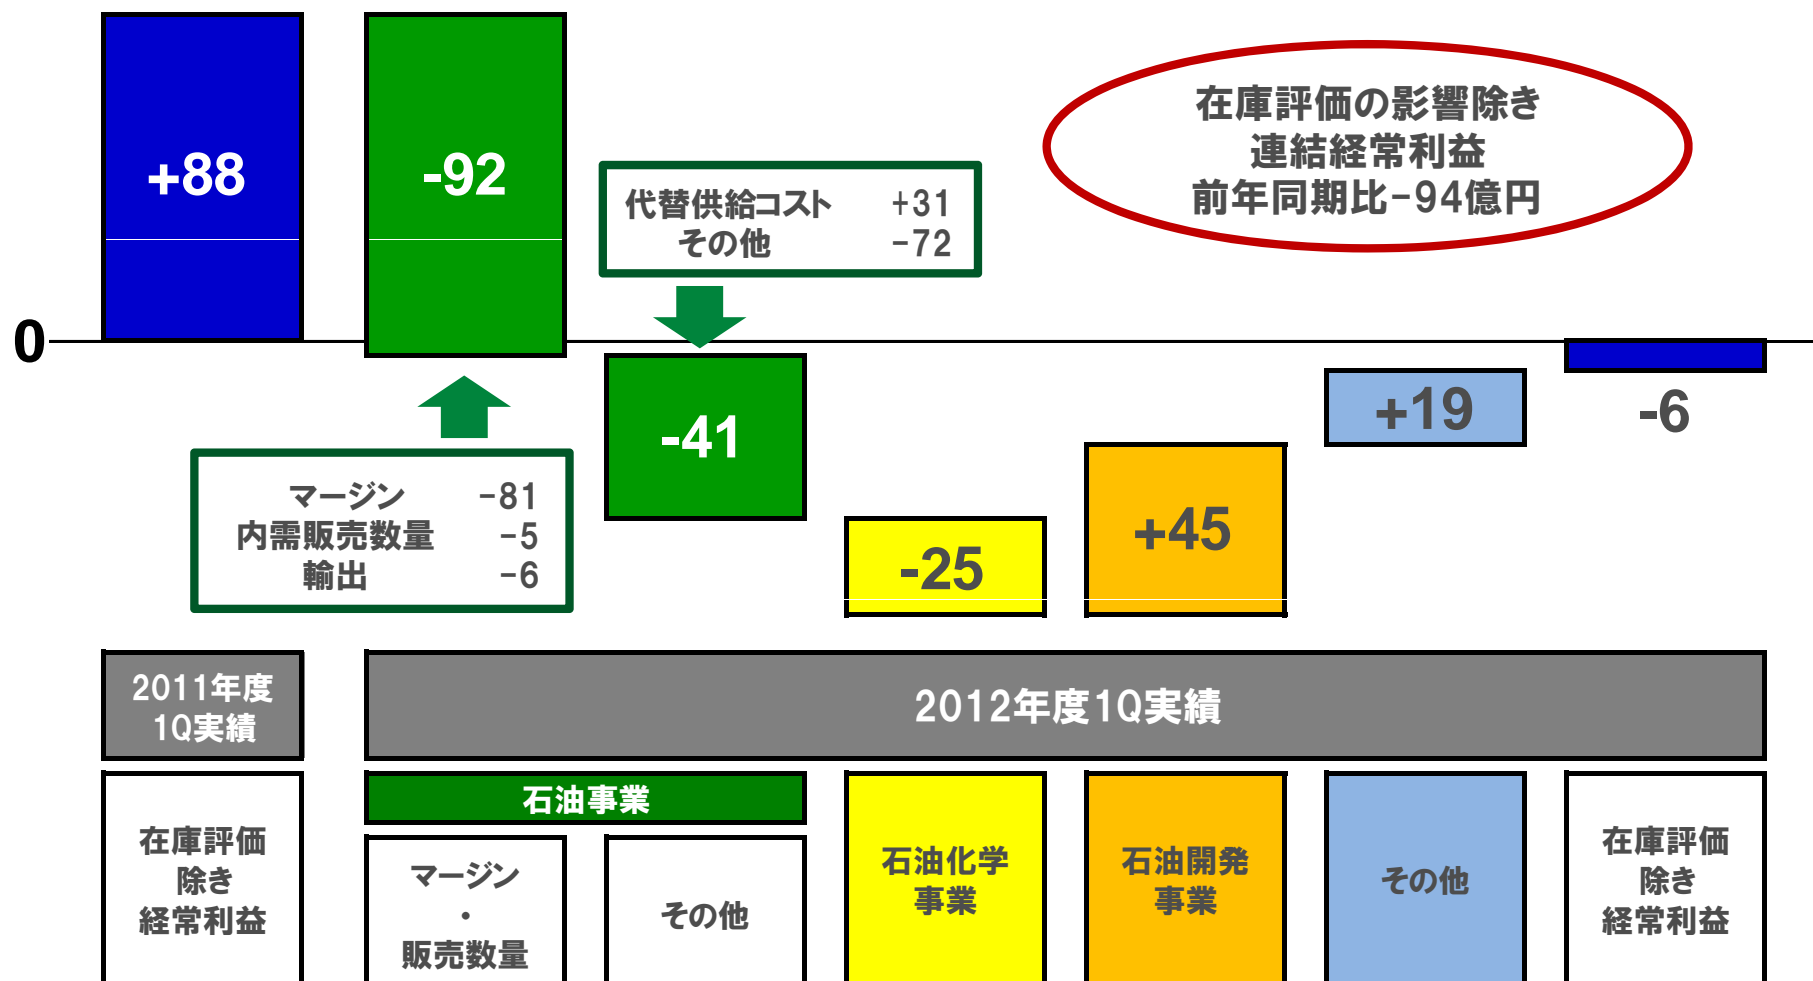 +88
-92
代替供給コスト +31
その他 -72
在庫評価の影響除き
連結経常利益
前年同期比-94億円
0
-41
+19
-6
マージン -81
内需販売数量 -5
輸出 -6
-25
+45
2011年度
1Q実績
2012年度1Q実績
石油事業
在庫評価
除き
経常利益
マージン
・
販売数量
その他
石油化学
事業
石油開発
事業
その他
在庫評価
除き
経常利益